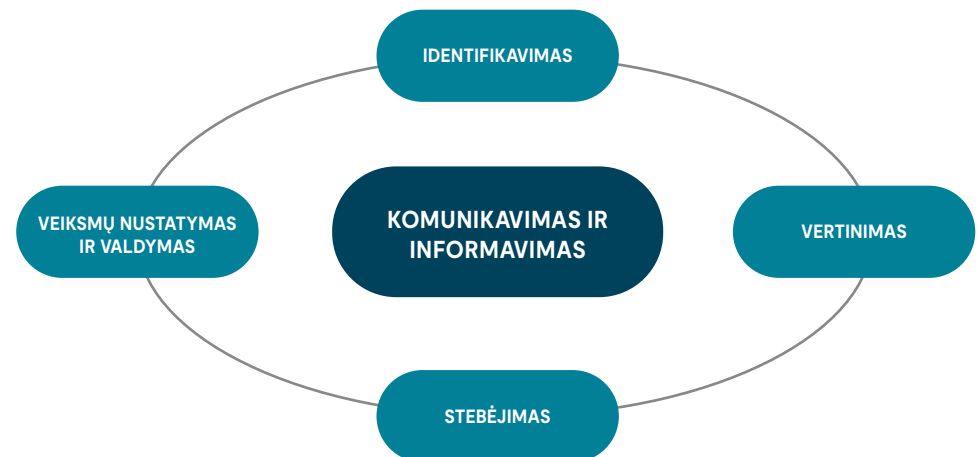 IDENTIFIKAVIMAS
VEIKSMŲ NUSTATYMAS
IR VALDYMAS
KOMUNIKAVIMAS IR
INFORMAVIMAS
VERTINIMAS
STEBĖJIMAS